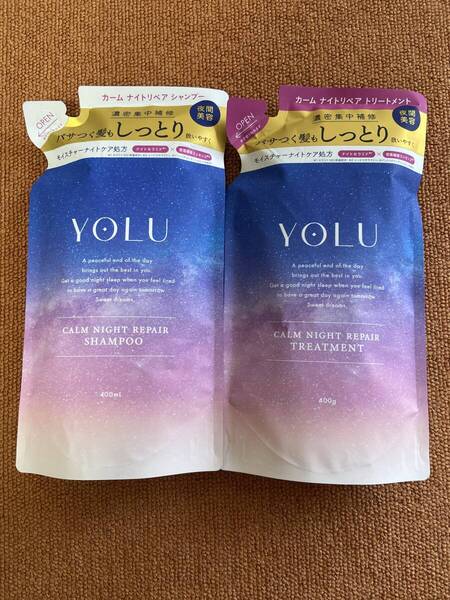 カーム ナイトリペア シャンプー
OPEN
夜間
美容
濃密集中補修
パサつく髪もしっとり扱いやすく
モイスチャーナイトケア処方
YOLU
A peaceful end of the day
brings out the best in you.
Get a good night sleep when you feel tired
to have a great day again tomorrow.
Sweet dreams.
CALM NIGHT REPAIR
SHAMPOO
400ml
カーム ナイトリペア トリートメント
OPEN
夜間
美容
濃密集中補修
パサつく髪もしっとり扱いやすく
モイスチャーナイトケア処方
YOLU
A peaceful end of the day
brings out the best in you.
Get a good night sleep when you feel tired
to have a great day again tomorrow.
Sweet dreams.
CALM NIGHT REPAIR
TREATMENT
400g